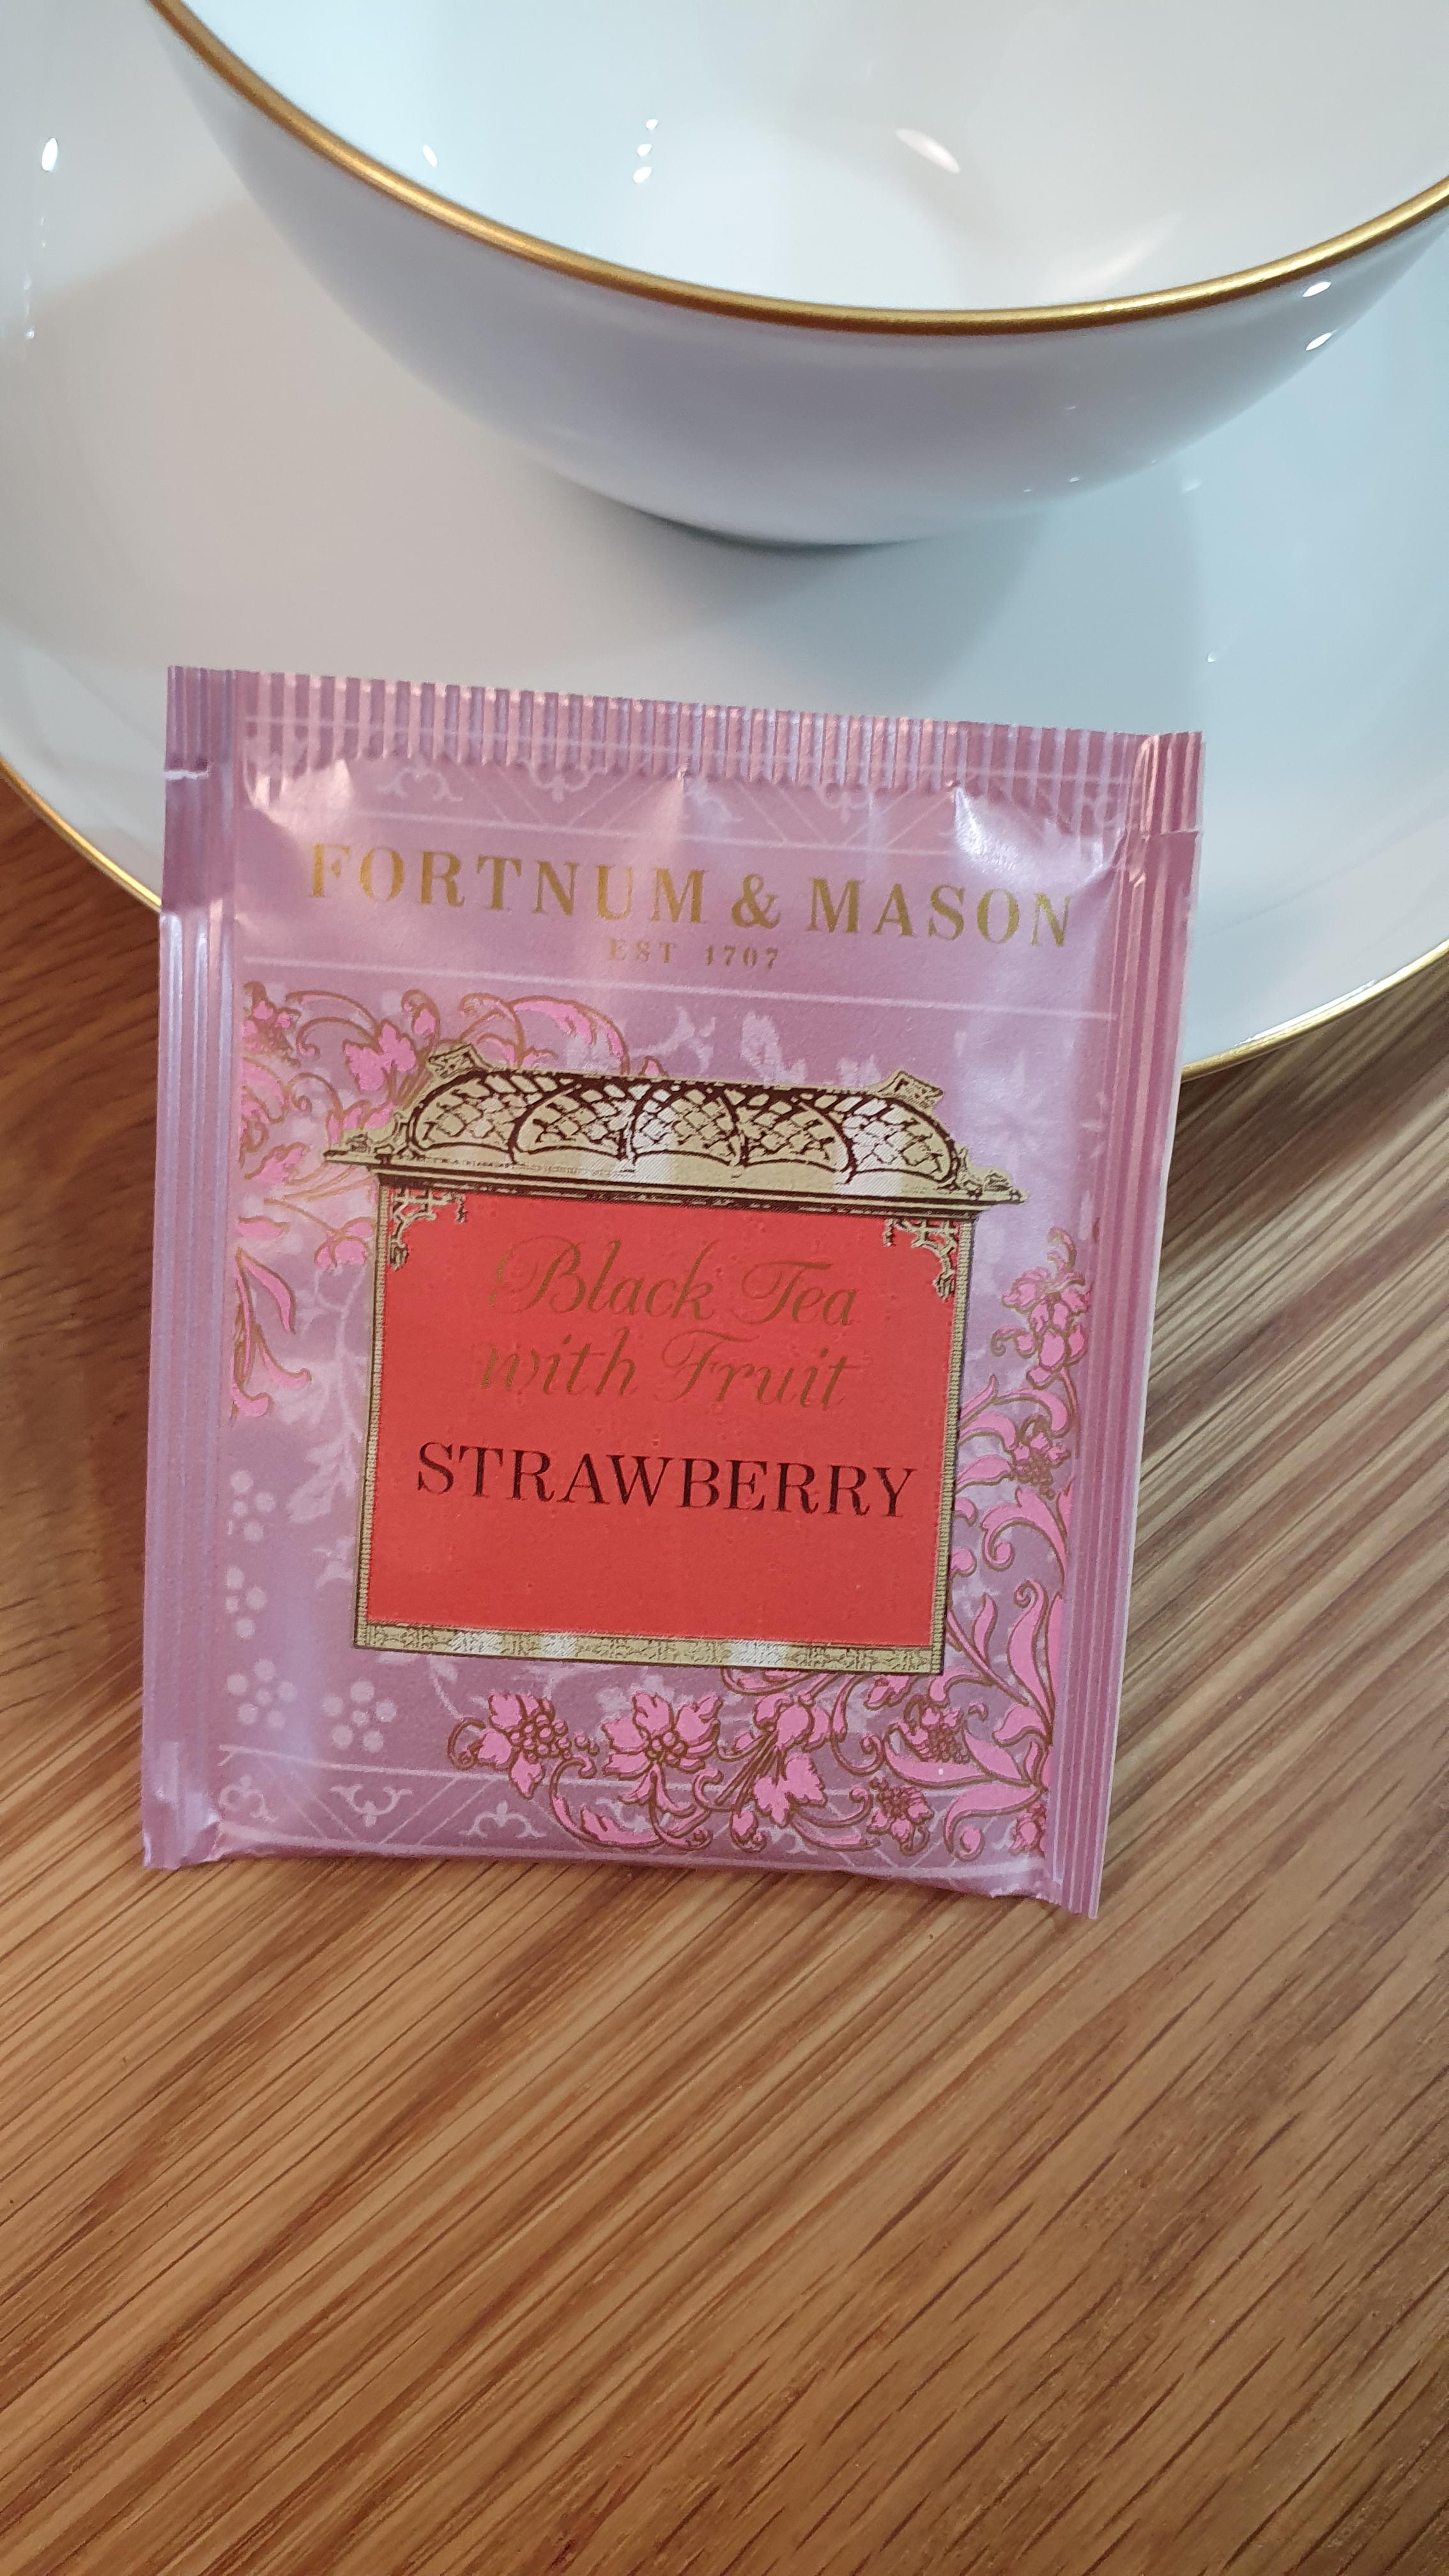 FORTNUM & MASON
EST 1707
Black Tea
with Fruit
STRAWBERRY